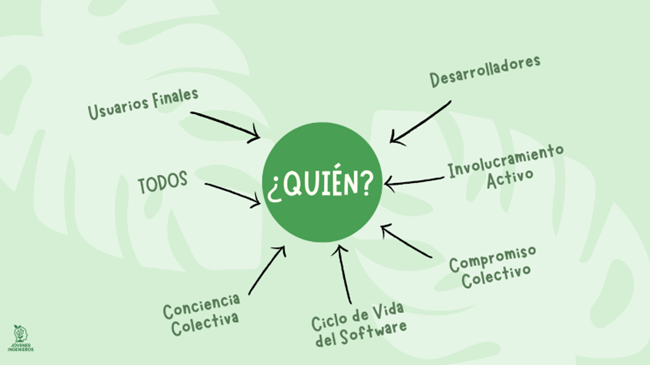 Desarrolladores
Usuarios Finales
Involucramiento
Activo
TODOS
¿QUIÉN?
Compromiso
Colectivo
Conciencia
Colectiva
Ciclo de Vida
del Software
JÓVENES
INGENIEROS